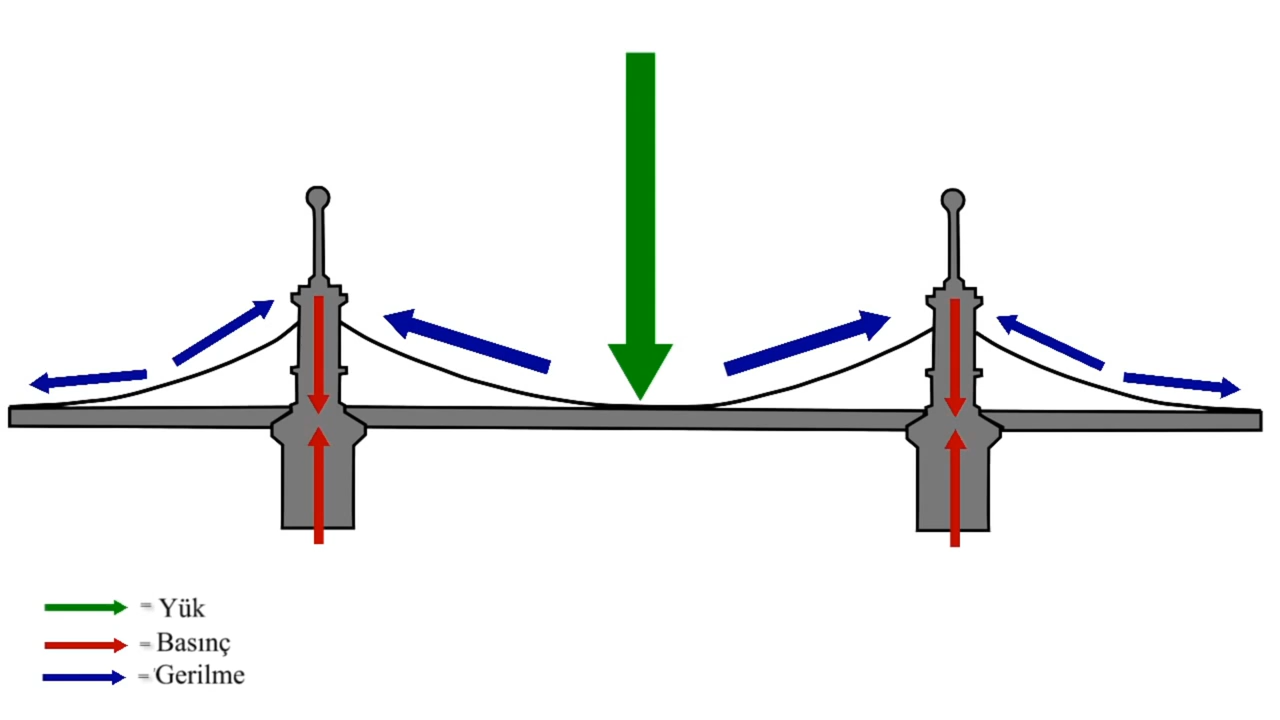 = Yük
= Basınç
= Gerilme